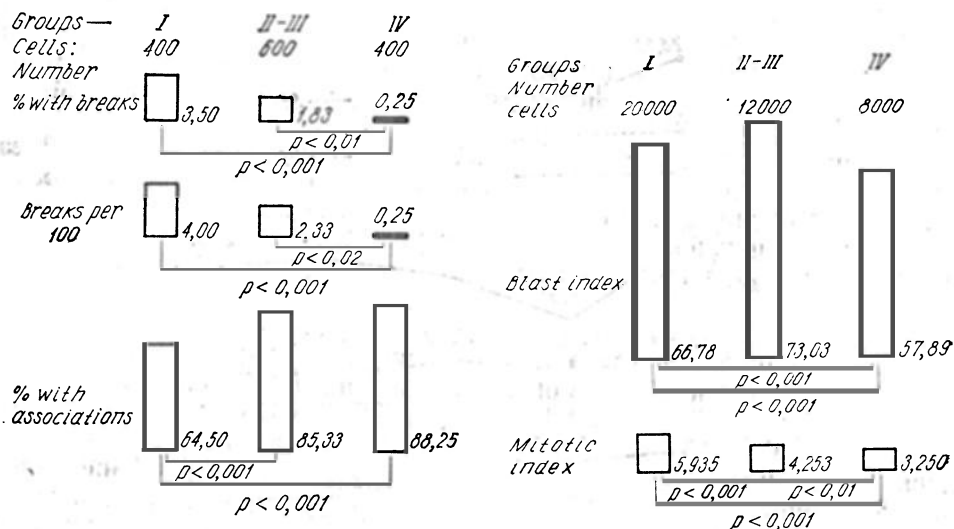 Groups— I II-III IV
Cells: 400 600 400
Number
% with breaks 3,50 1,83 0,25
p< 0,01
p< 0,001
Breaks per 100 4,00 2.33 0,25
p< 0,02
p< 0,001
% with
associations 64,50 85,33 88,25
p<0,001
p< 0,001
Groups I II-III IV
Number
cells 20000 12000 8000
Blast index 66,78 73,03 57,89
p< 0,001
p< 0,001
Mitotic
index 5,935 4,253 3,250
p< 0,001 p< 0,01
p< 0,001